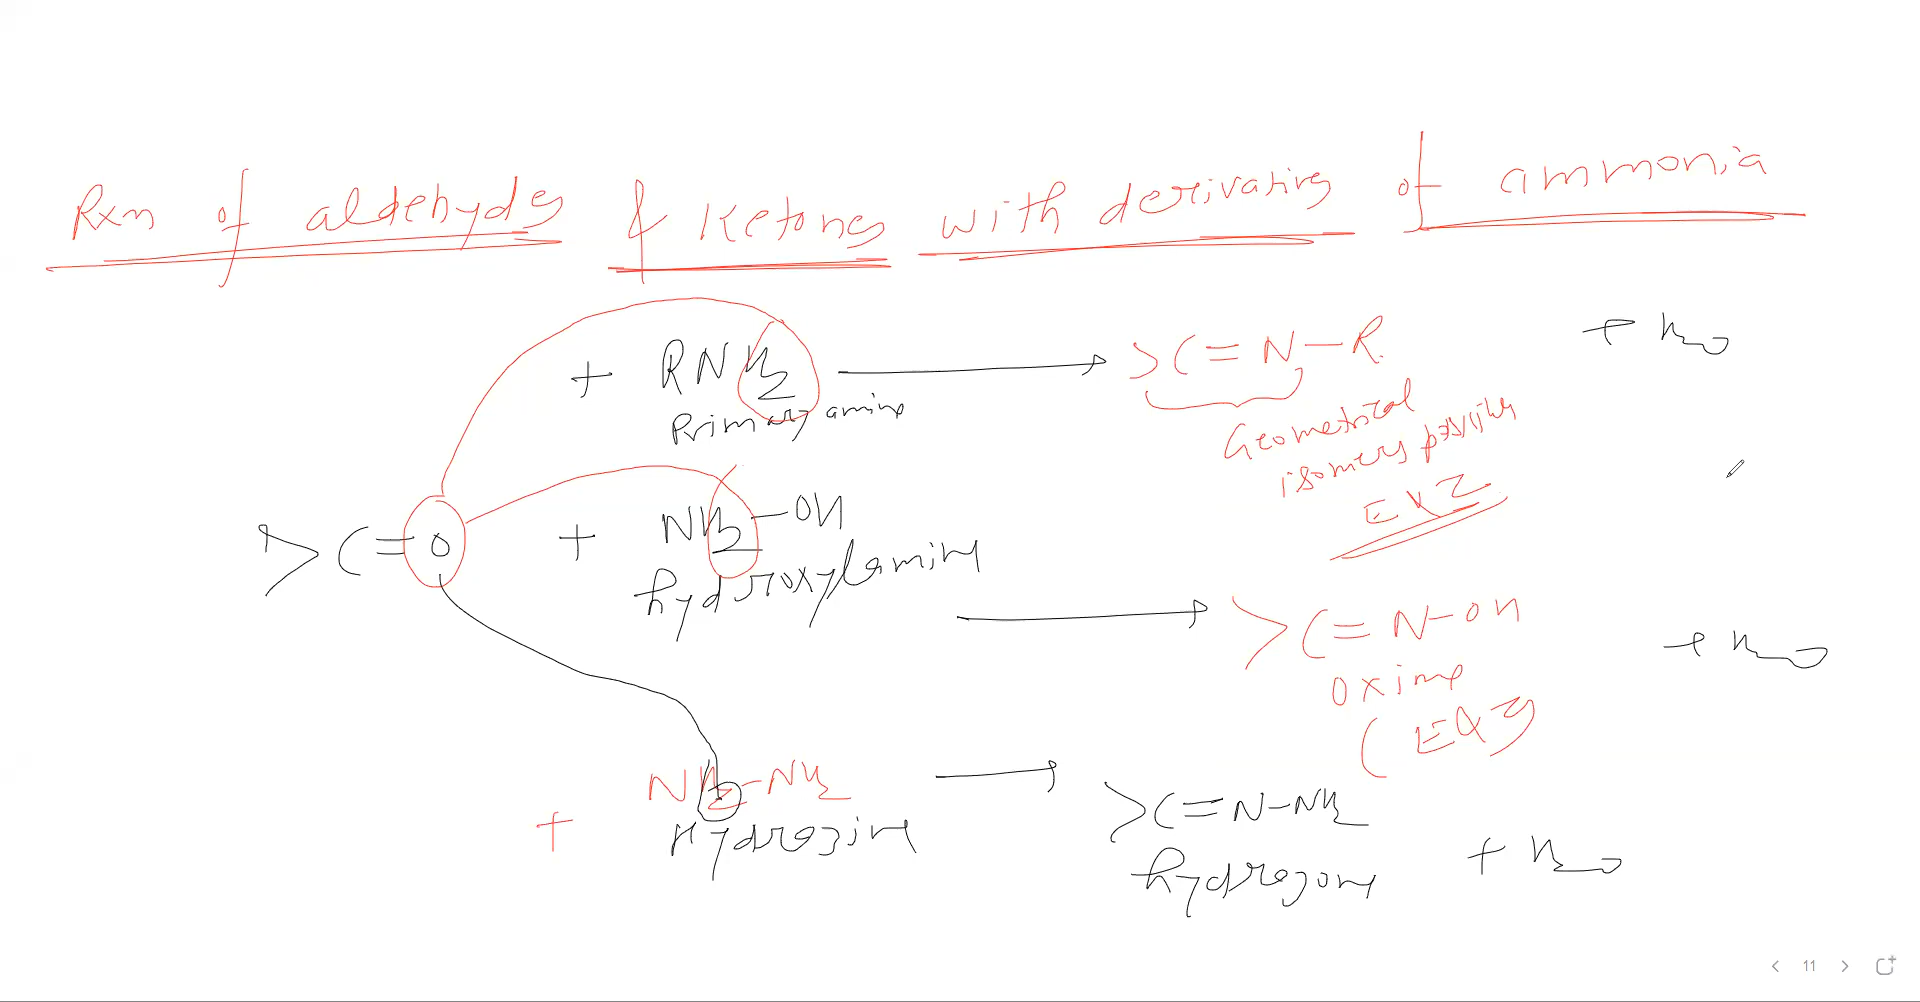 Rxn of aldehydes & Ketones with derivatives of ammonia
+ RNH2 → >C=N-R + H2O
Primary amine
Geometrical
isomers possible
E & Z
>C=O + NH2-OH → >C=N-OH + H2O
hydroxylamine
oxime
(E & Z)
+ NH2-NH2 → >C=N-NH2 + H2O
Hydrazine
hydrazone
11